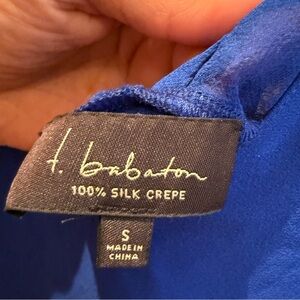 t. babaton
100% SILK CREPE
S
MADE IN
CHINA